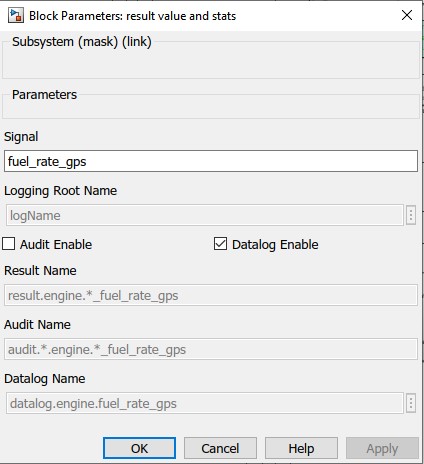 Block Parameters: result value and stats
Subsystem (mask) (link)
Parameters
Signal
fuel_rate_gps
Logging Root Name
logName
Audit Enable
Datalog Enable
Result Name
result.engine.*_fuel_rate_gps
Audit Name
audit.*.engine.*_fuel_rate_gps
Datalog Name
datalog.engine.fuel_rate_gps
OK
Cancel
Help
Apply